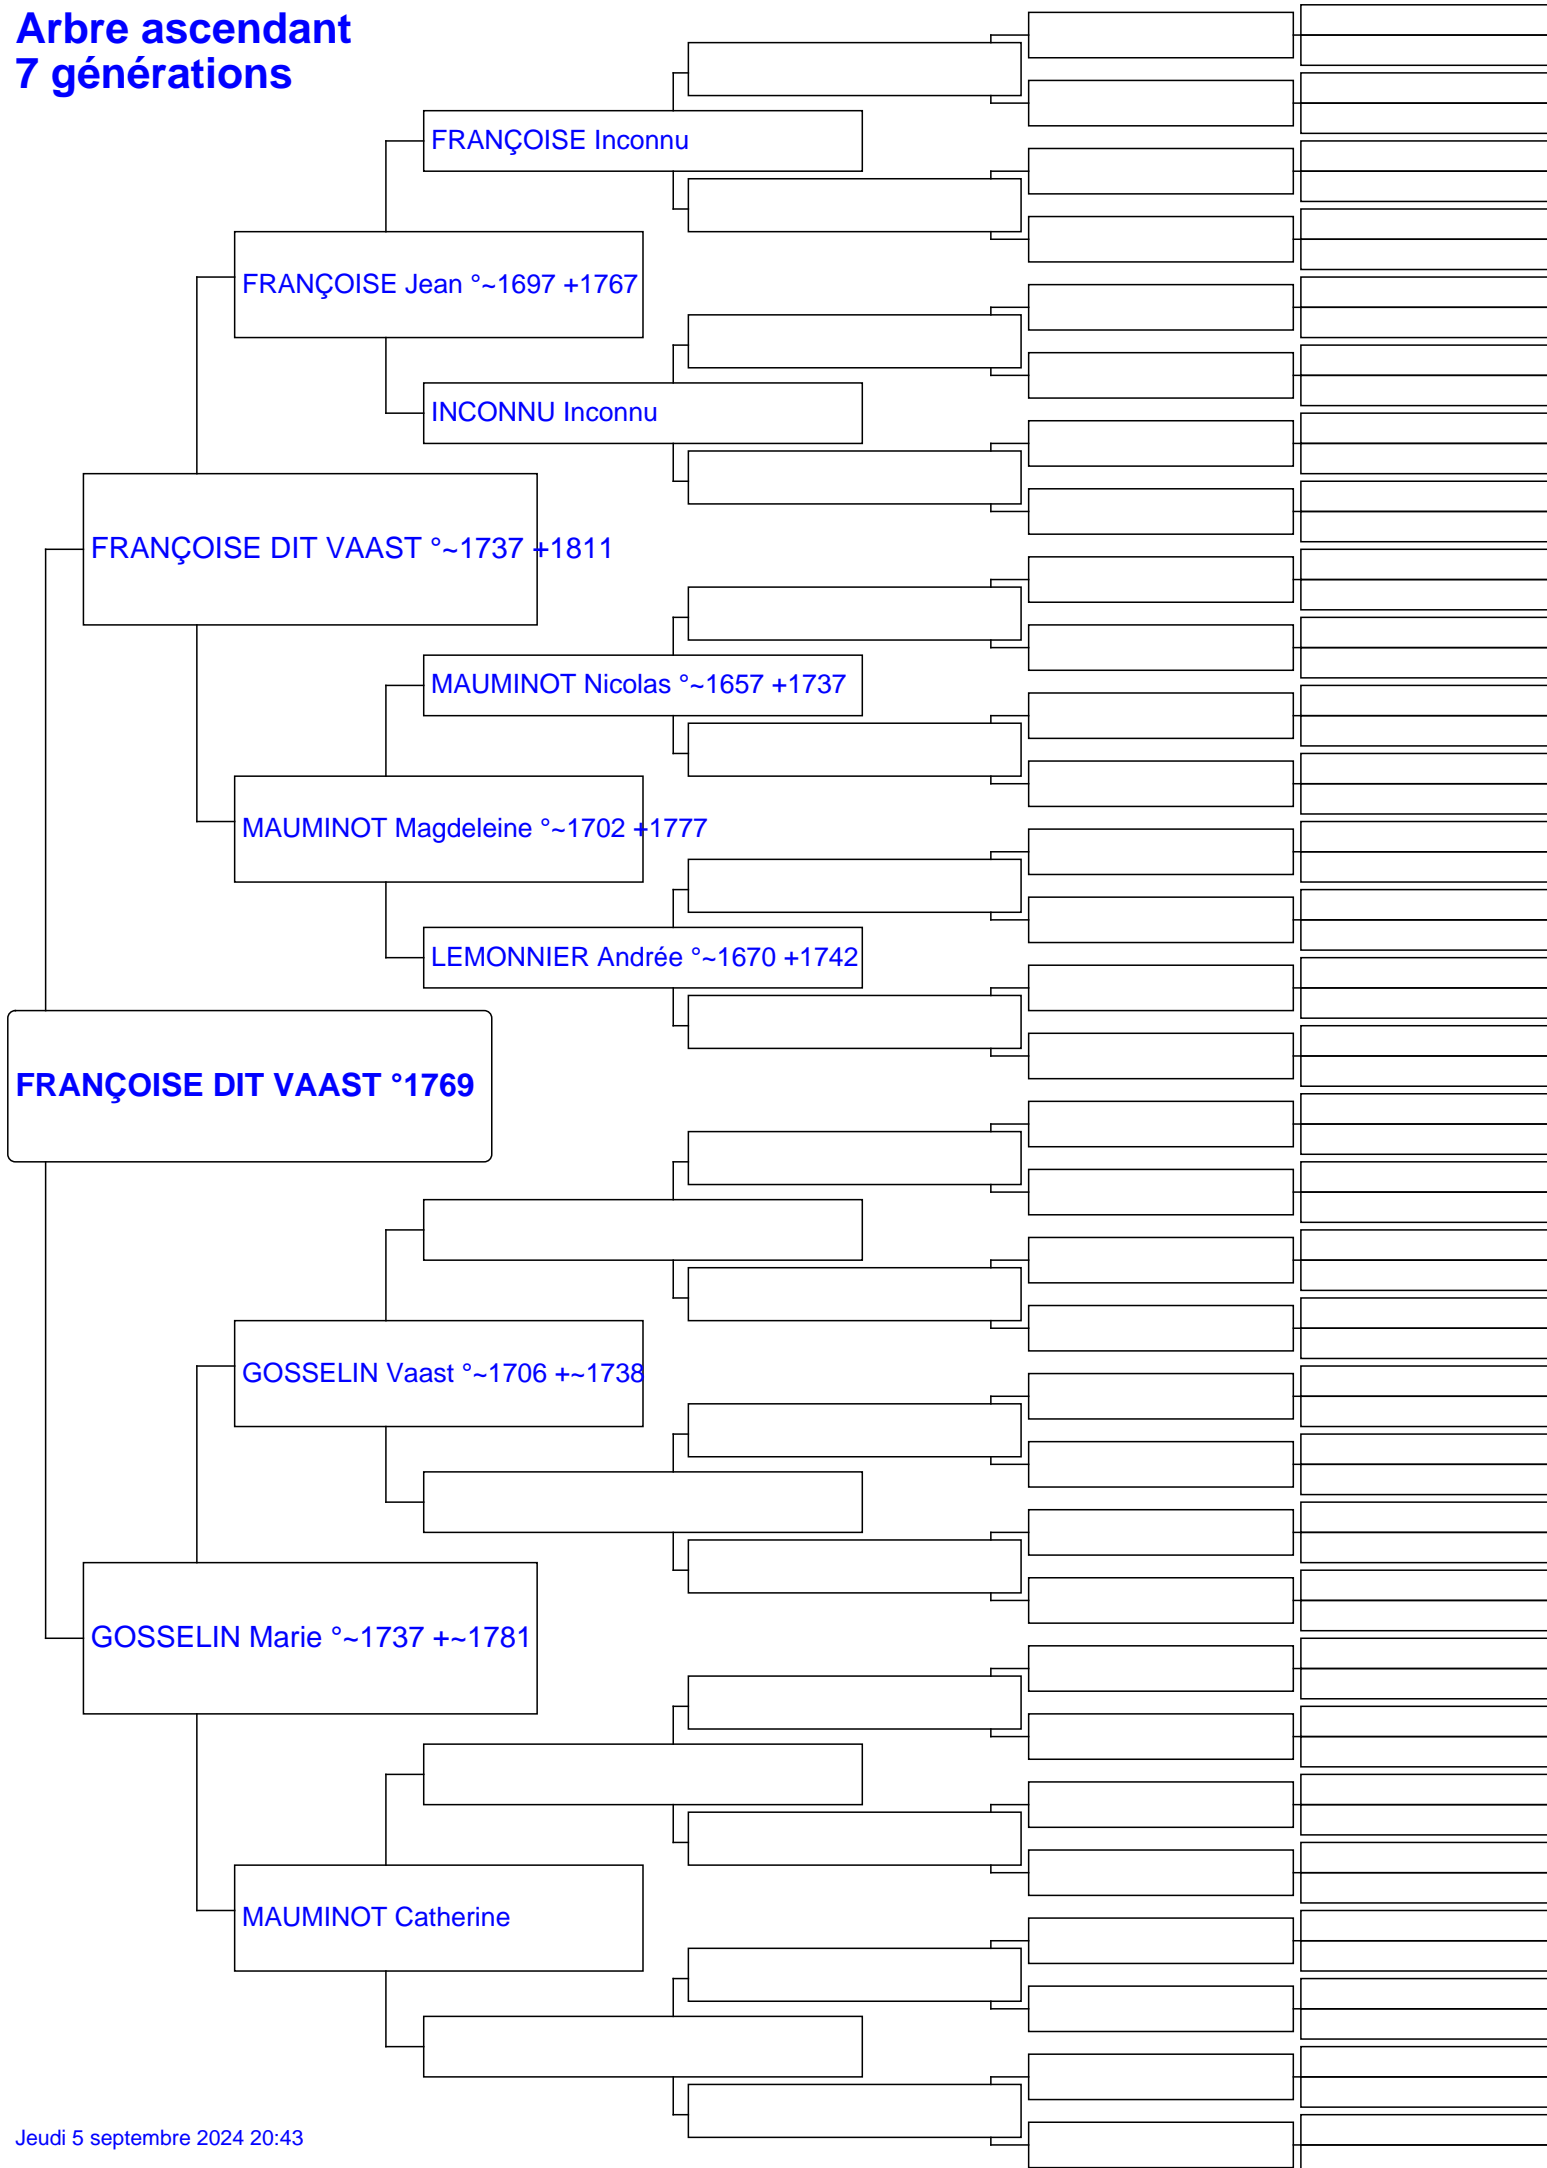 Arbre ascendant
7 générations
FRANÇOISE Inconnu
FRANÇOISE Jean °~1697 +1767
INCONNU Inconnu
FRANÇOISE DIT VAAST °~1737 +1811
MAUMINOT Nicolas °~1657 +1737
MAUMINOT Magdeleine °~1702 +1777
LEMONNIER Andrée °~1670 +1742
FRANÇOISE DIT VAAST °1769
GOSSELIN Vaast °~1706 +~1738
GOSSELIN Marie °~1737 +~1781
MAUMINOT Catherine
Jeudi 5 septembre 2024 20:43